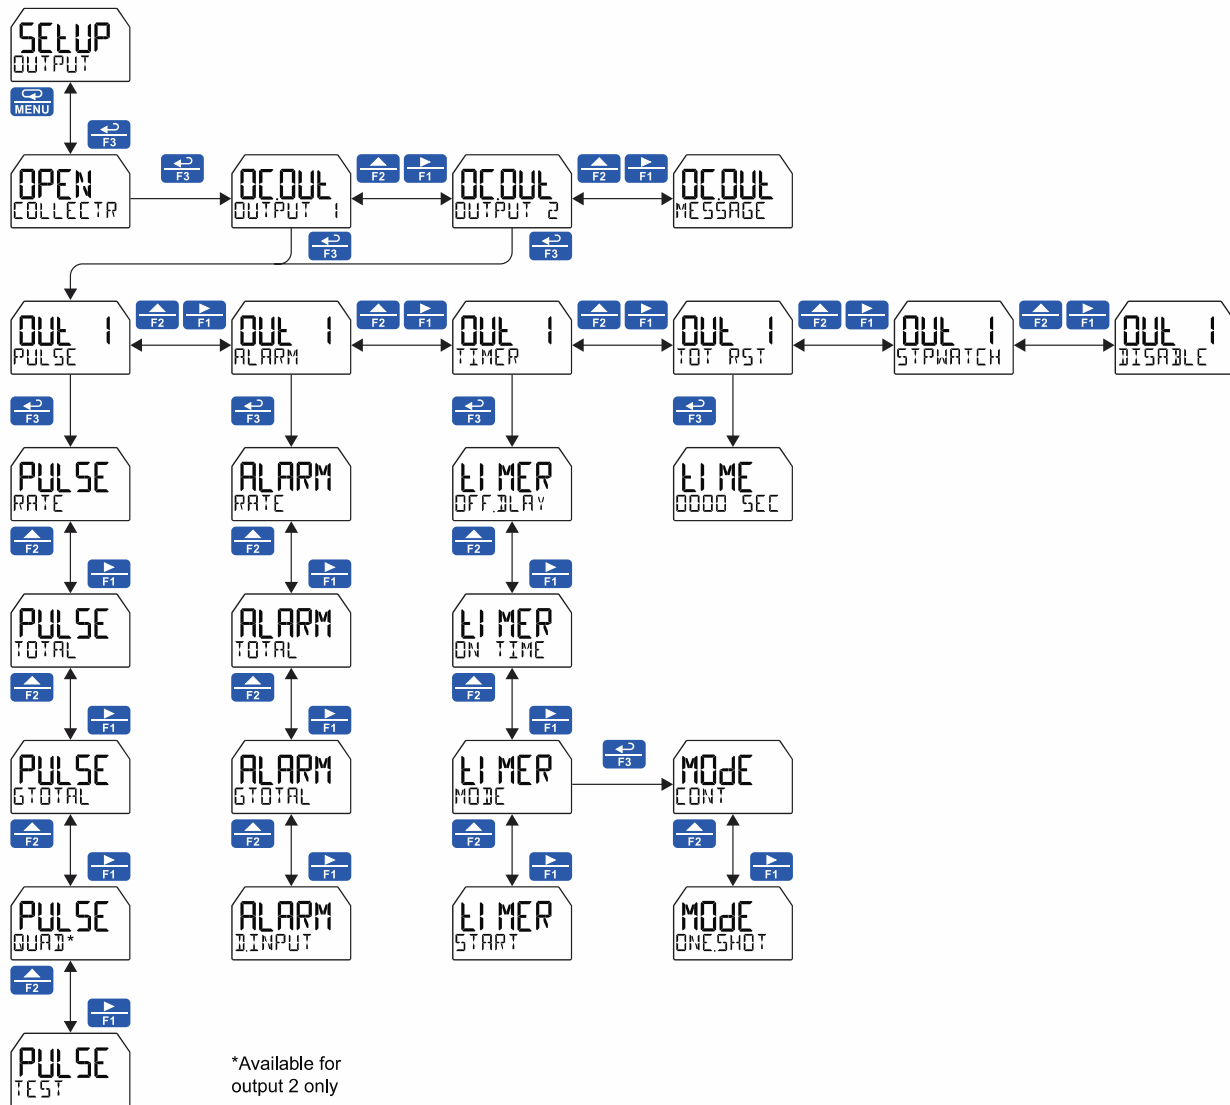 SEtUP
OUTPUT
MENU
F3
OPEN
COLLECTR
F3
OC.OUt
OUTPUT 1
F2 F1
OC.OUt
OUTPUT 2
F2 F1
OC.OUt
MESSAGE
F3
F3
OUt 1
PULSE
F2 F1
OUt 1
ALARM
F2 F1
OUt 1
TIMER
F2 F1
OUt 1
TOT RST
F2 F1
OUt 1
STPWATCH
F2 F1
OUt 1
DISABLE
F3
F3
F3
F3
PULSE
RATE
ALARM
RATE
tIMER
OFF.DLAY
tIME
0000 SEC
F2
F1
F2
F1
F2
F1
PULSE
TOTAL
ALARM
TOTAL
tIMER
ON TIME
F2
F1
F2
F1
F2
F1
PULSE
GTOTAL
ALARM
GTOTAL
tIMER
MODE
F3
MOdE
CONT
F2
F1
F2
F1
F2
F1
F2
F1
PULSE
QUAD*
ALARM
D.INPUT
tIMER
START
MOdE
ONE.SHOT
F2
F1
PULSE
TEST
*Available for
output 2 only